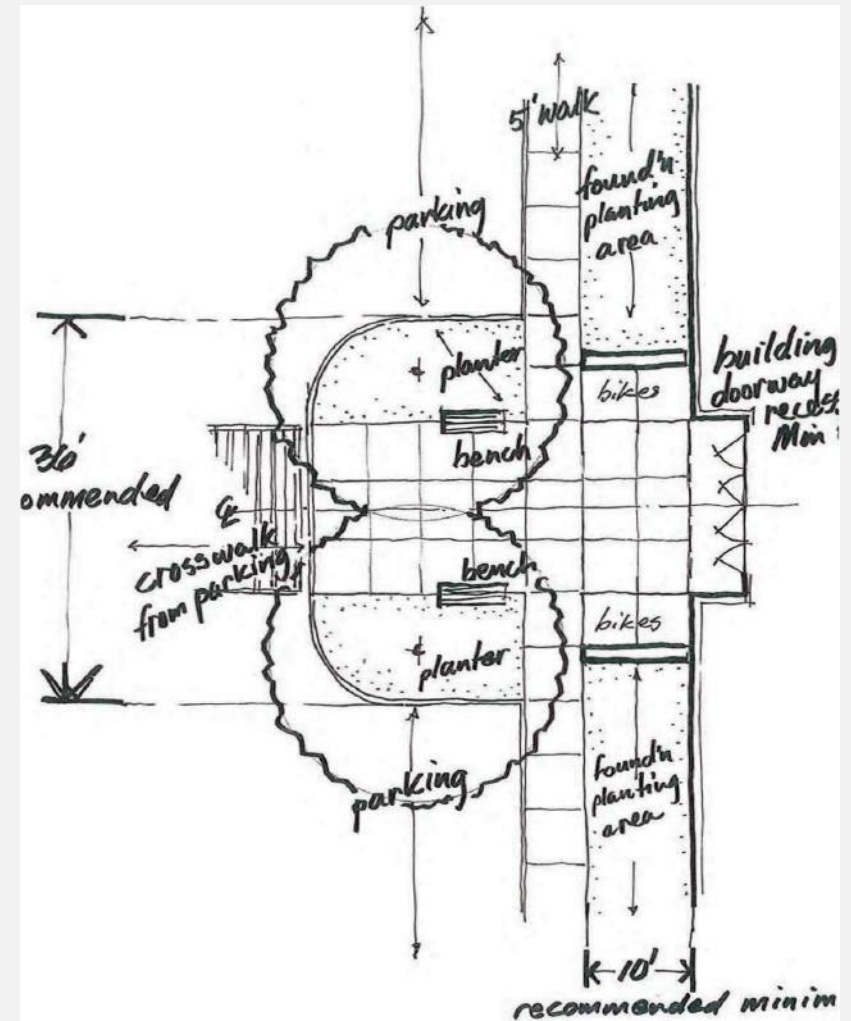 5' walk
found'n
planting
area
parking
planter
building
doorway
recess
Min
bikes
bench
36'
ommended
℄
crosswalk
from parking
bench
bikes
planter
found'n
planting
area
parking
10'
recommended minim